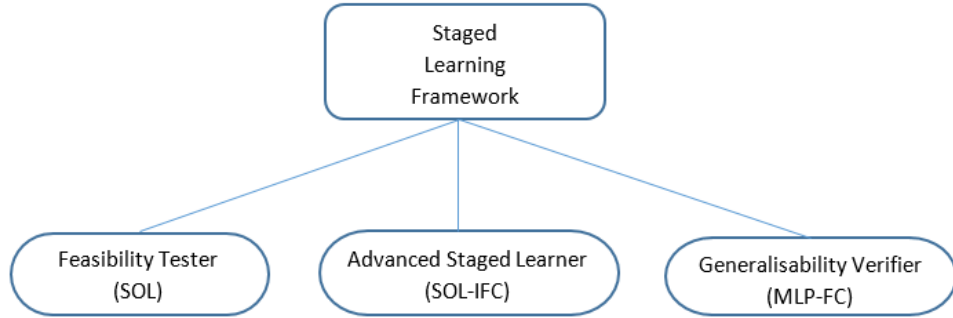 Staged
Learning
Framework
Feasibility Tester
(SOL)
Advanced Staged Learner
(SOL-IFC)
Generalisability Verifier
(MLP-FC)